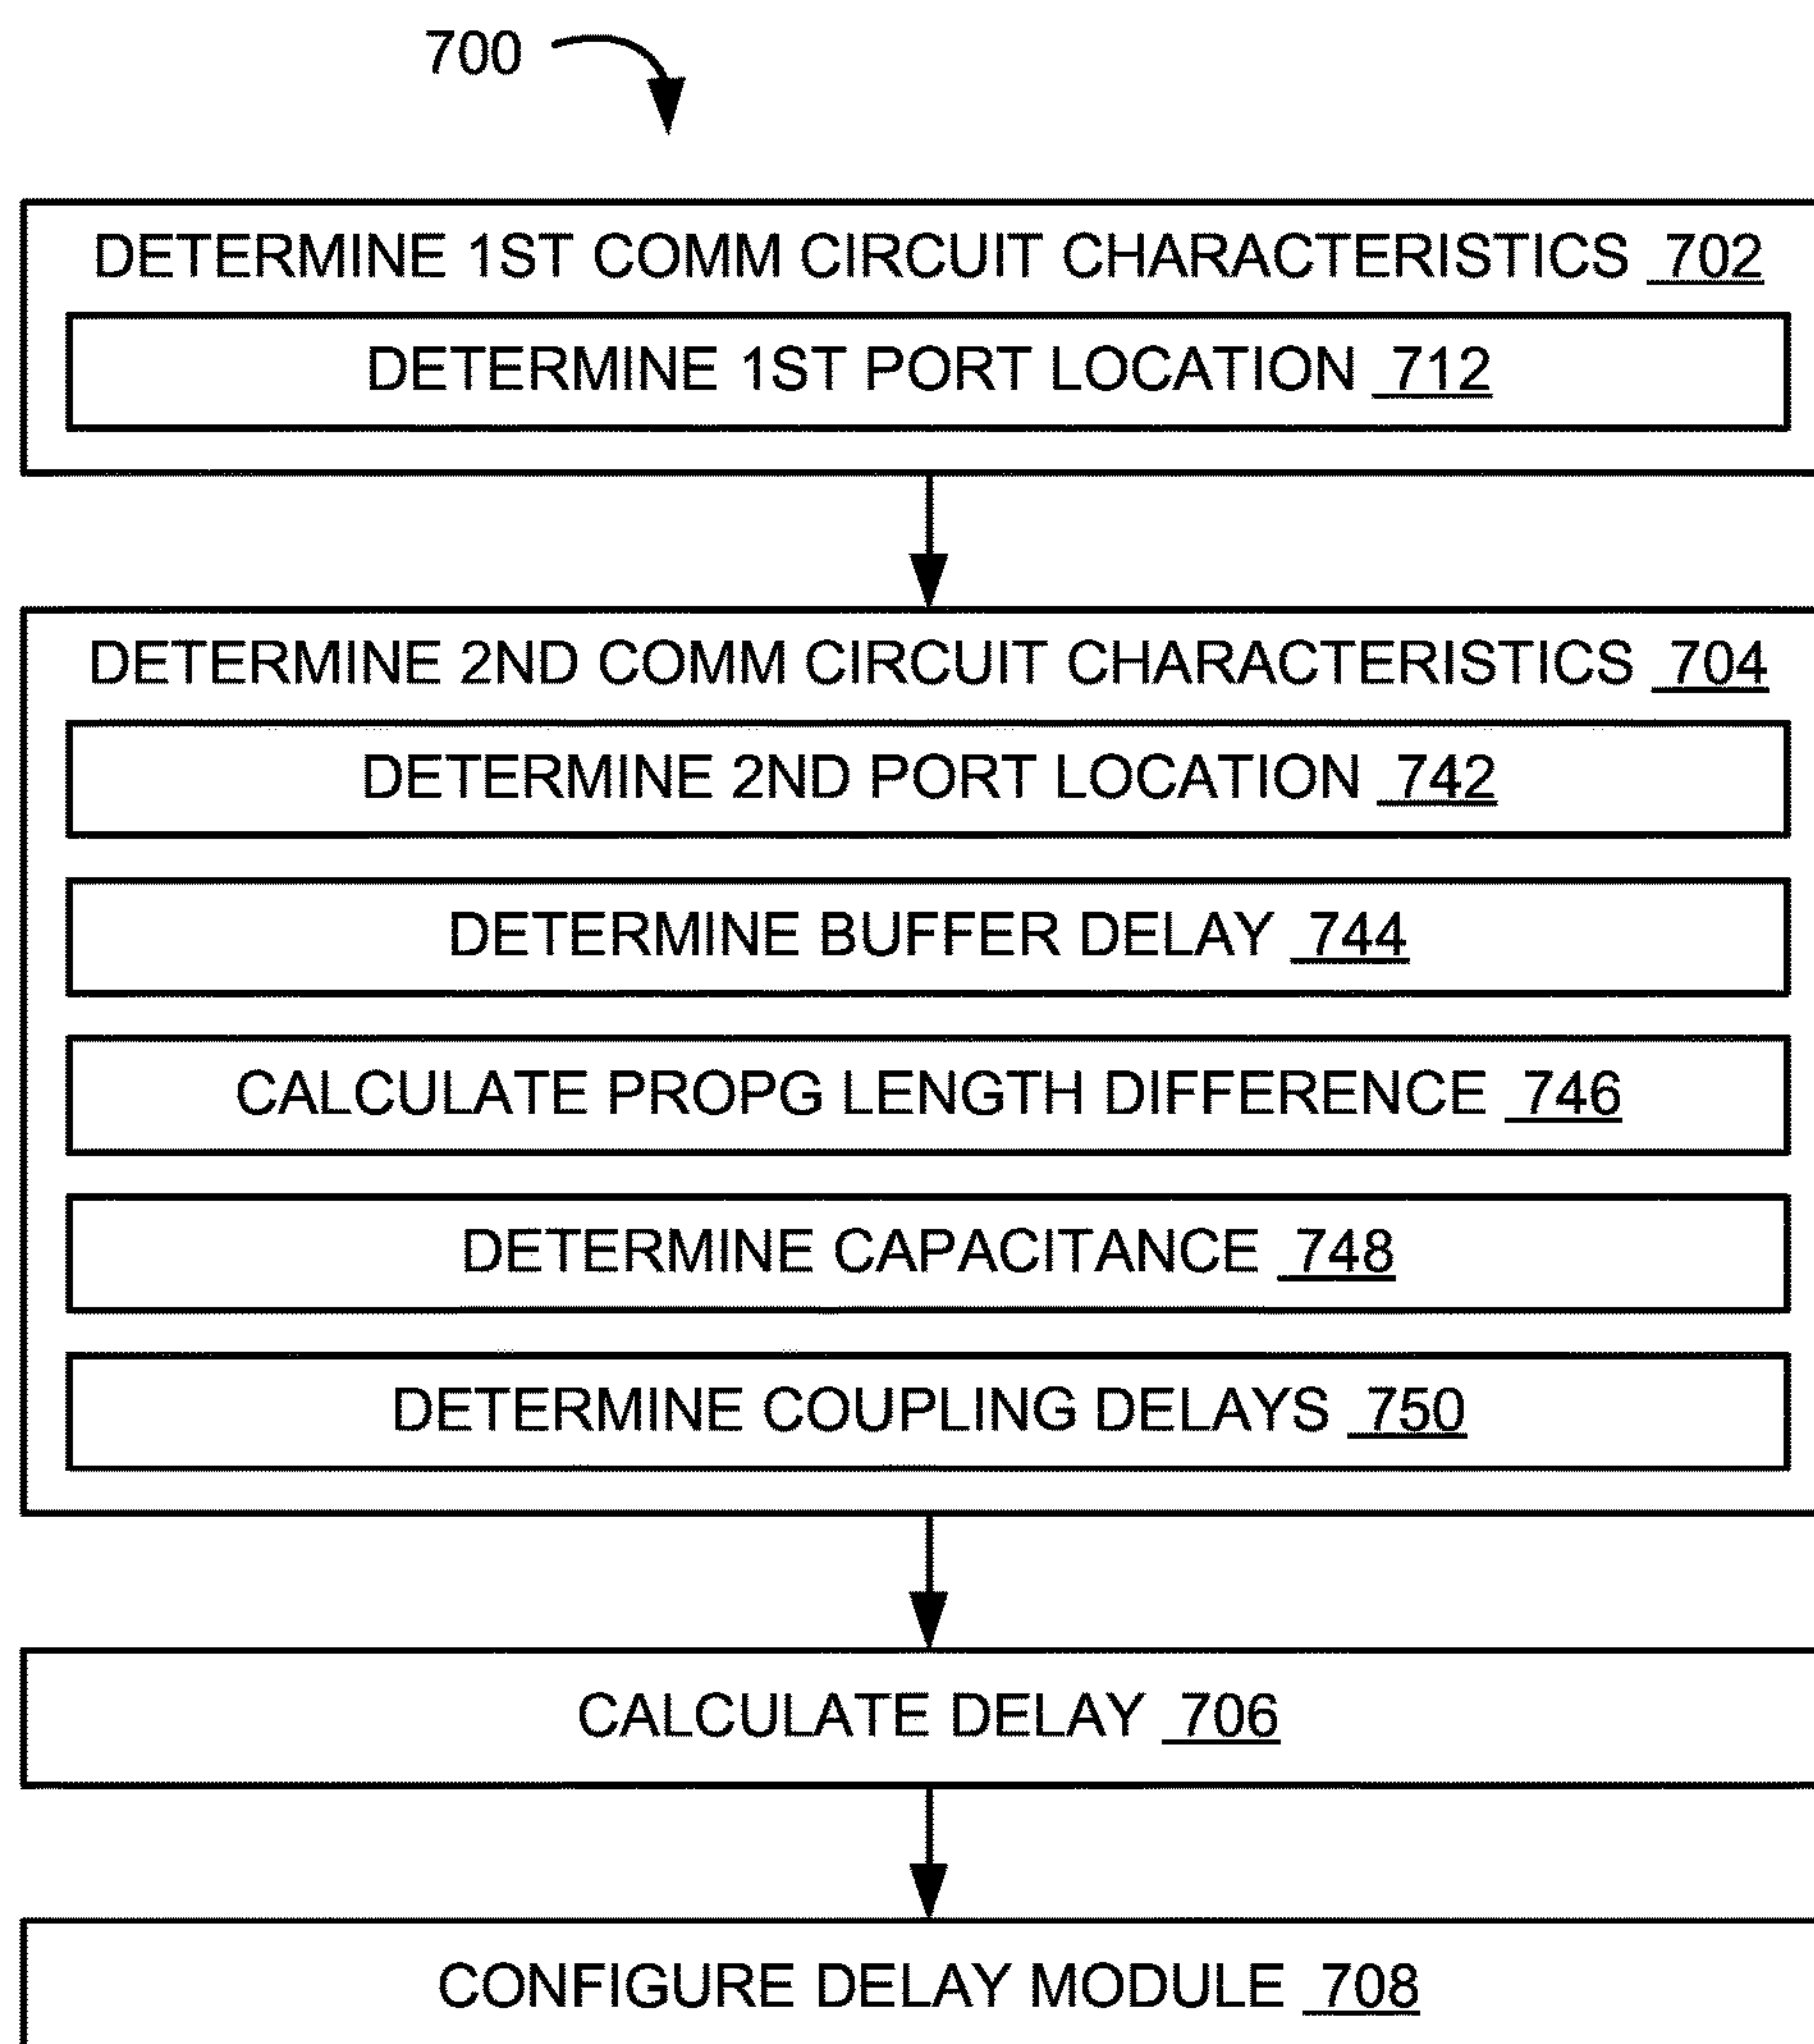 700
DETERMINE 1ST COMM CIRCUIT CHARACTERISTICS 702
DETERMINE 1ST PORT LOCATION 712
DETERMINE 2ND COMM CIRCUIT CHARACTERISTICS 704
DETERMINE 2ND PORT LOCATION 742
DETERMINE BUFFER DELAY 744
CALCULATE PROPG LENGTH DIFFERENCE 746
DETERMINE CAPACITANCE 748
DETERMINE COUPLING DELAYS 750
CALCULATE DELAY 706
CONFIGURE DELAY MODULE 708